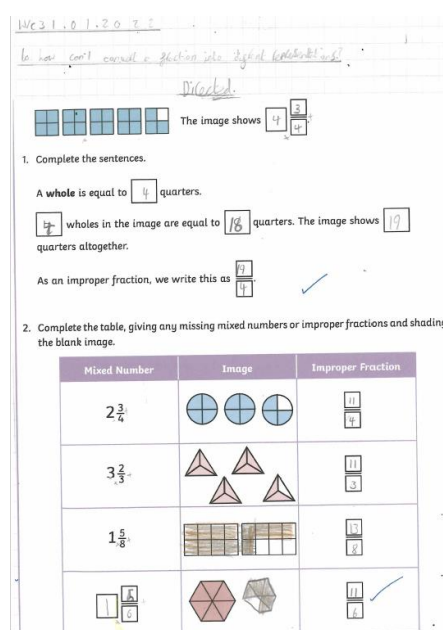 WC31.01.2022
Directed.
The image shows 4 3/4.
1. Complete the sentences.
A whole is equal to 4 quarters.
4 wholes in the image are equal to 18 quarters. The image shows 19
quarters altogether.
As an improper fraction, we write this as 19/4.
2. Complete the table, giving any missing mixed numbers or improper fractions and shading
the blank image.
Mixed Number Image Improper Fraction
2 3/4 11/4
3 2/3 11/3
1 5/8 13/8
1 5/6 11/6